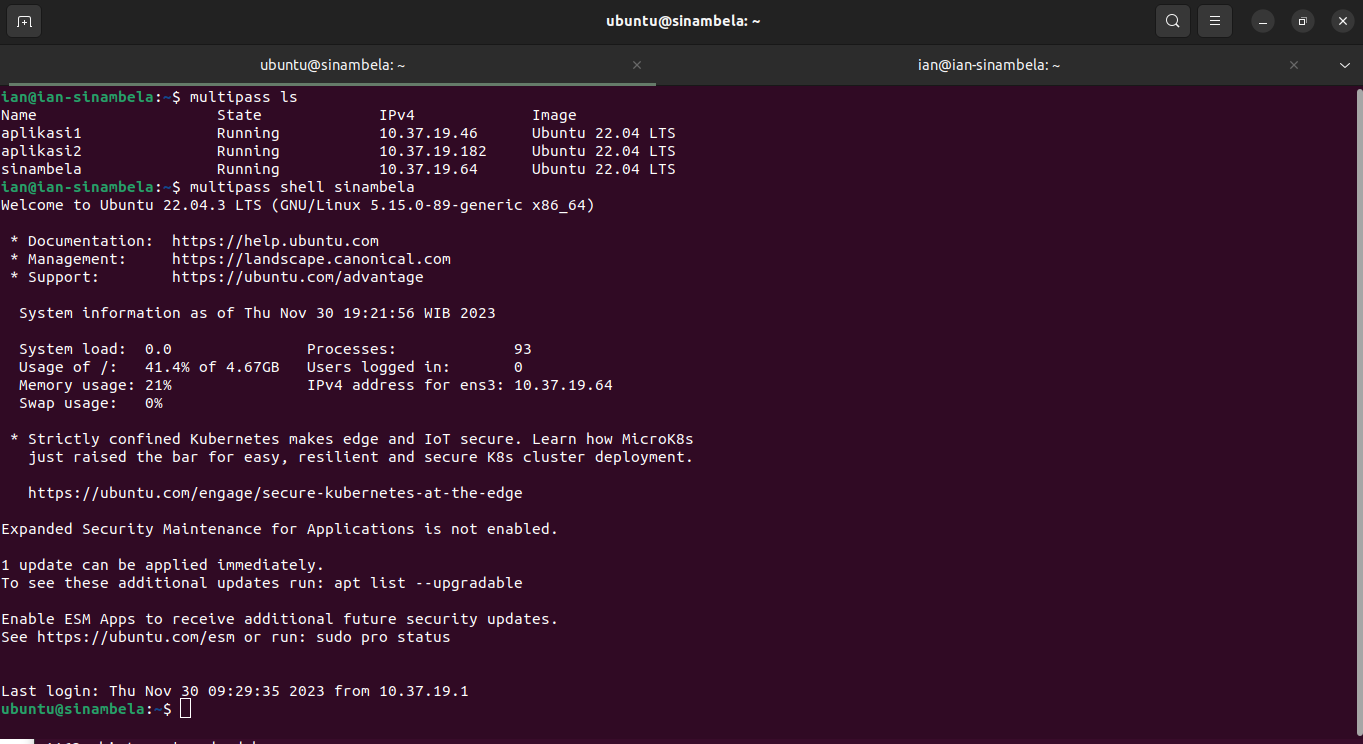 ubuntu@sinambela: ~
ubuntu@sinambela: ~
ian@ian-sinambela: ~
ian@ian-sinambela:~$ multipass ls
Name                    State             IPv4             Image
aplikasi1               Running           10.37.19.46      Ubuntu 22.04 LTS
aplikasi2               Running           10.37.19.182     Ubuntu 22.04 LTS
sinambela               Running           10.37.19.64      Ubuntu 22.04 LTS
ian@ian-sinambela:~$ multipass shell sinambela
Welcome to Ubuntu 22.04.3 LTS (GNU/Linux 5.15.0-89-generic x86_64)
 * Documentation:  https://help.ubuntu.com
 * Management:     https://landscape.canonical.com
 * Support:        https://ubuntu.com/advantage
  System information as of Thu Nov 30 19:21:56 WIB 2023
  System load:  0.0               Processes:             93
  Usage of /:   41.4% of 4.67GB   Users logged in:       0
  Memory usage: 21%               IPv4 address for ens3: 10.37.19.64
  Swap usage:   0%
 * Strictly confined Kubernetes makes edge and IoT secure. Learn how MicroK8s
   just raised the bar for easy, resilient and secure K8s cluster deployment.
   https://ubuntu.com/engage/secure-kubernetes-at-the-edge
Expanded Security Maintenance for Applications is not enabled.
1 update can be applied immediately.
To see these additional updates run: apt list --upgradable
Enable ESM Apps to receive additional future security updates.
See https://ubuntu.com/esm or run: sudo pro status
Last login: Thu Nov 30 09:29:35 2023 from 10.37.19.1
ubuntu@sinambela:~$